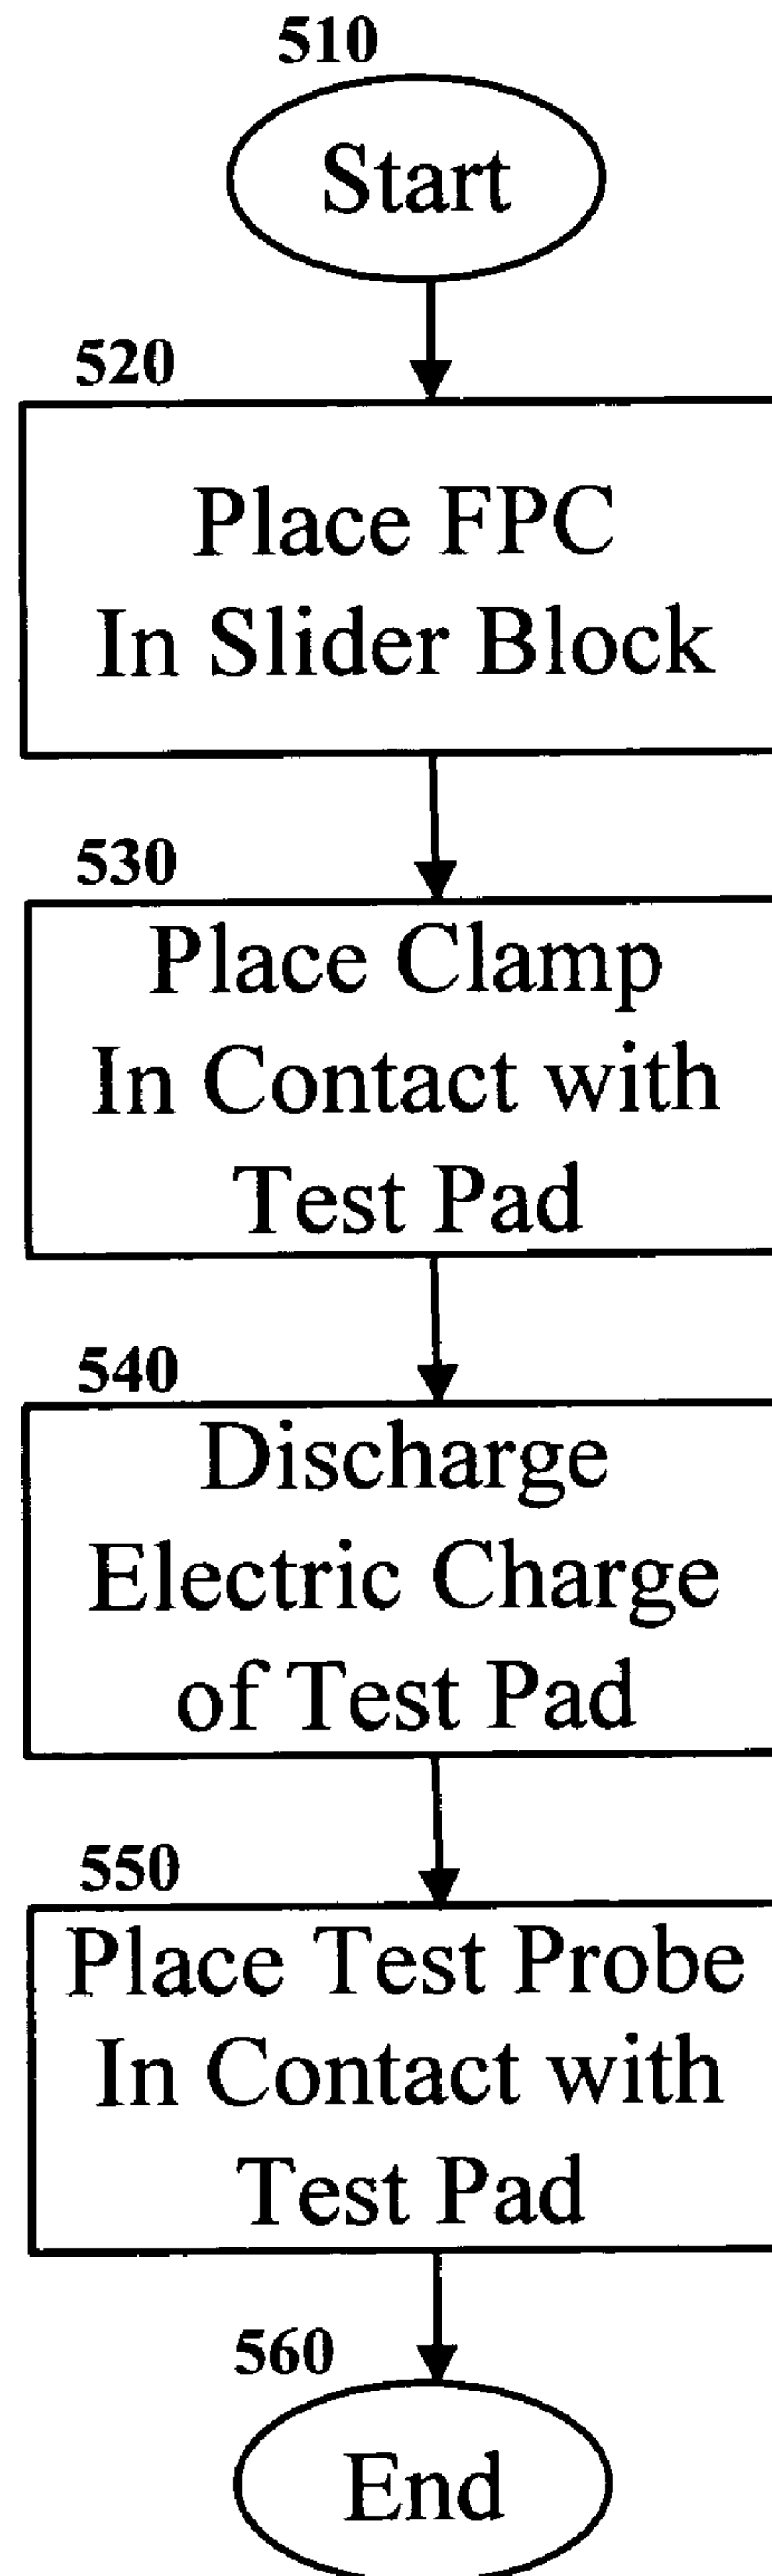 510
Start
520
Place FPC
In Slider Block
530
Place Clamp
In Contact with
Test Pad
540
Discharge
Electric Charge
of Test Pad
550
Place Test Probe
In Contact with
Test Pad
560
End